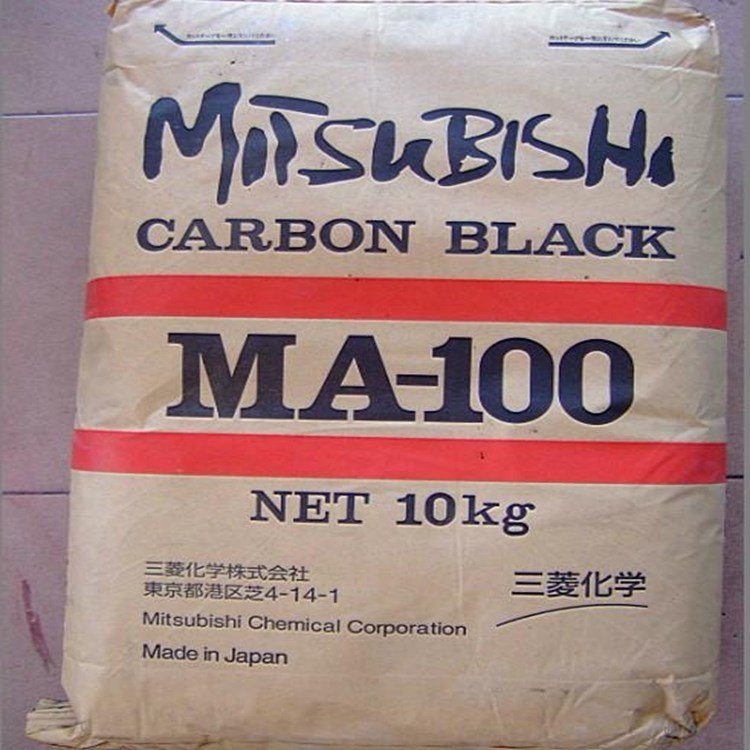 MITSUBISHI
CARBON BLACK
MA-100
NET 10kg
三菱化学株式会社
東京都港区芝4-14-1
三菱化学
Mitsubishi Chemical Corporation
Made in Japan